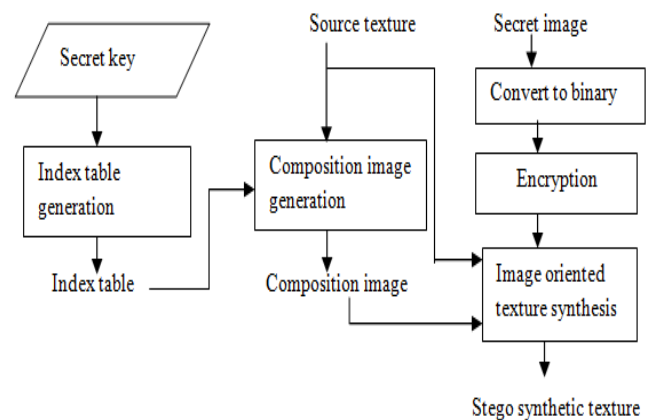 Source texture
Secret image
Secret key
Convert to binary
Index table
generation
Composition image
generation
Encryption
Index table
Composition image
Image oriented
texture synthesis
Stego synthetic texture